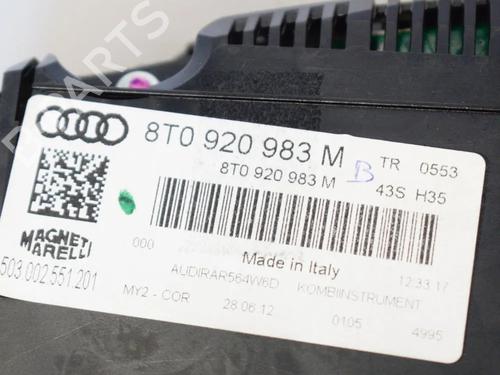 8T0 920 983 M TR 0553
8T0 920 983 M B 43S H35
MAGNETI
MARELLI
503.002.551.201
000
Made in Italy
AUDIRAR564W6D KOMBIINSTRUMENT 12:33:17
MY2 - COR 28.06.12 0105 4995